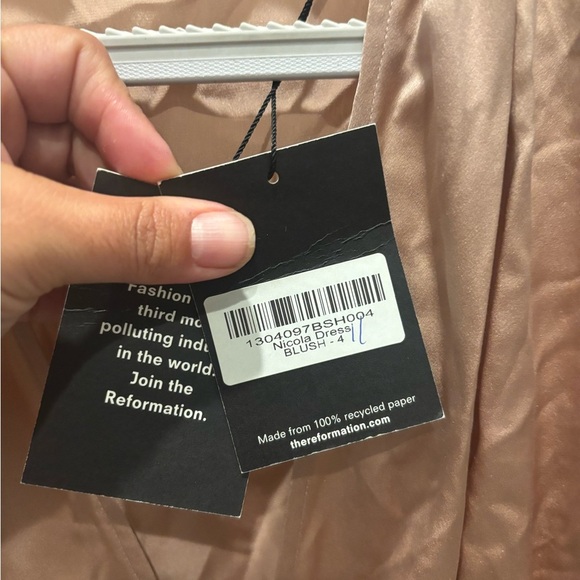 Fashion
third mo
polluting indu
in the world.
Join the
Reformation.
1304097BSH004
Nicola Dress
BLUSH - 4
Made from 100% recycled paper
thereformation.com